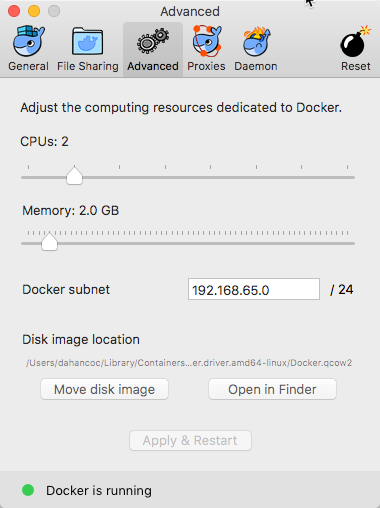 Advanced
General File Sharing Advanced Proxies Daemon Reset
Adjust the computing resources dedicated to Docker.
CPUs: 2
Memory: 2.0 GB
Docker subnet 192.168.65.0 / 24
Disk image location
/Users/dahancoc/Library/Containers...er.driver.amd64-linux/Docker.qcow2
Move disk image Open in Finder
Apply & Restart
Docker is running